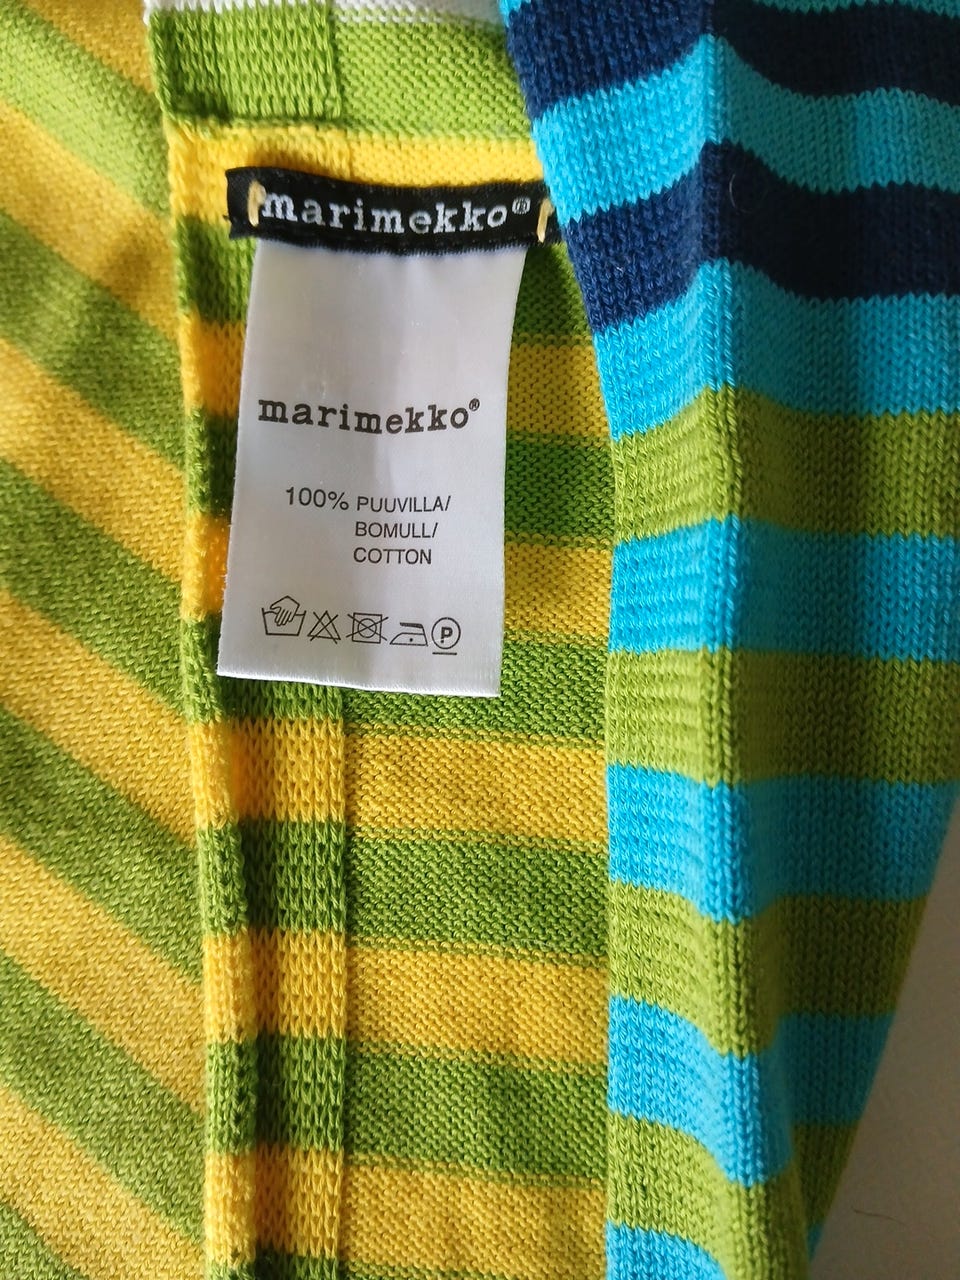 marimekko®
marimekko®
100% PUUVILLA/
BOMULL/
COTTON
P